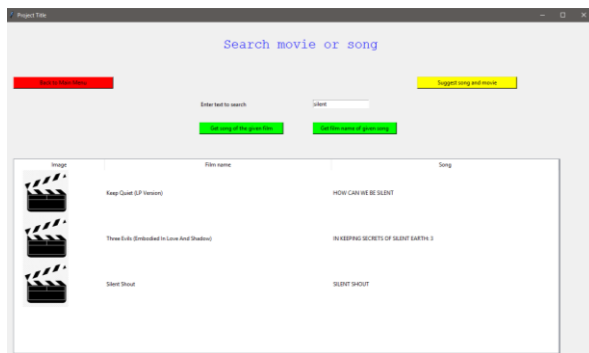 Project Title
Search movie or song
Back to Main Menu
Suggest song and movie
Enter text to search
silent
Get song of the given film
Get film name of given song
Image Film name Song
Keep Quiet (LP Version) HOW CAN WE BE SILENT
Three Evils (Embodied In Love And Shadow) IN KEEPING SECRETS OF SILENT EARTH: 3
Silent Shout SILENT SHOUT